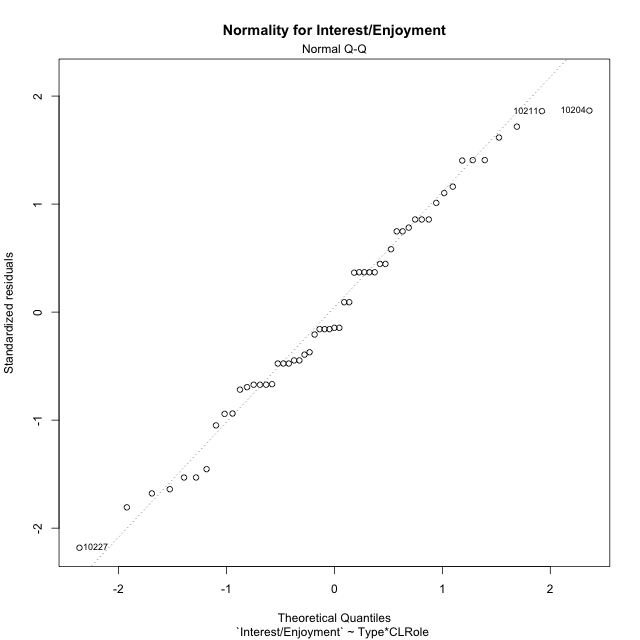 Normality for Interest/Enjoyment
Normal Q-Q
2
1
0
-1
-2
Standardized residuals
10211
10204
10227
-2 -1 0 1 2
Theoretical Quantiles
`Interest/Enjoyment` ~ Type*CLRole